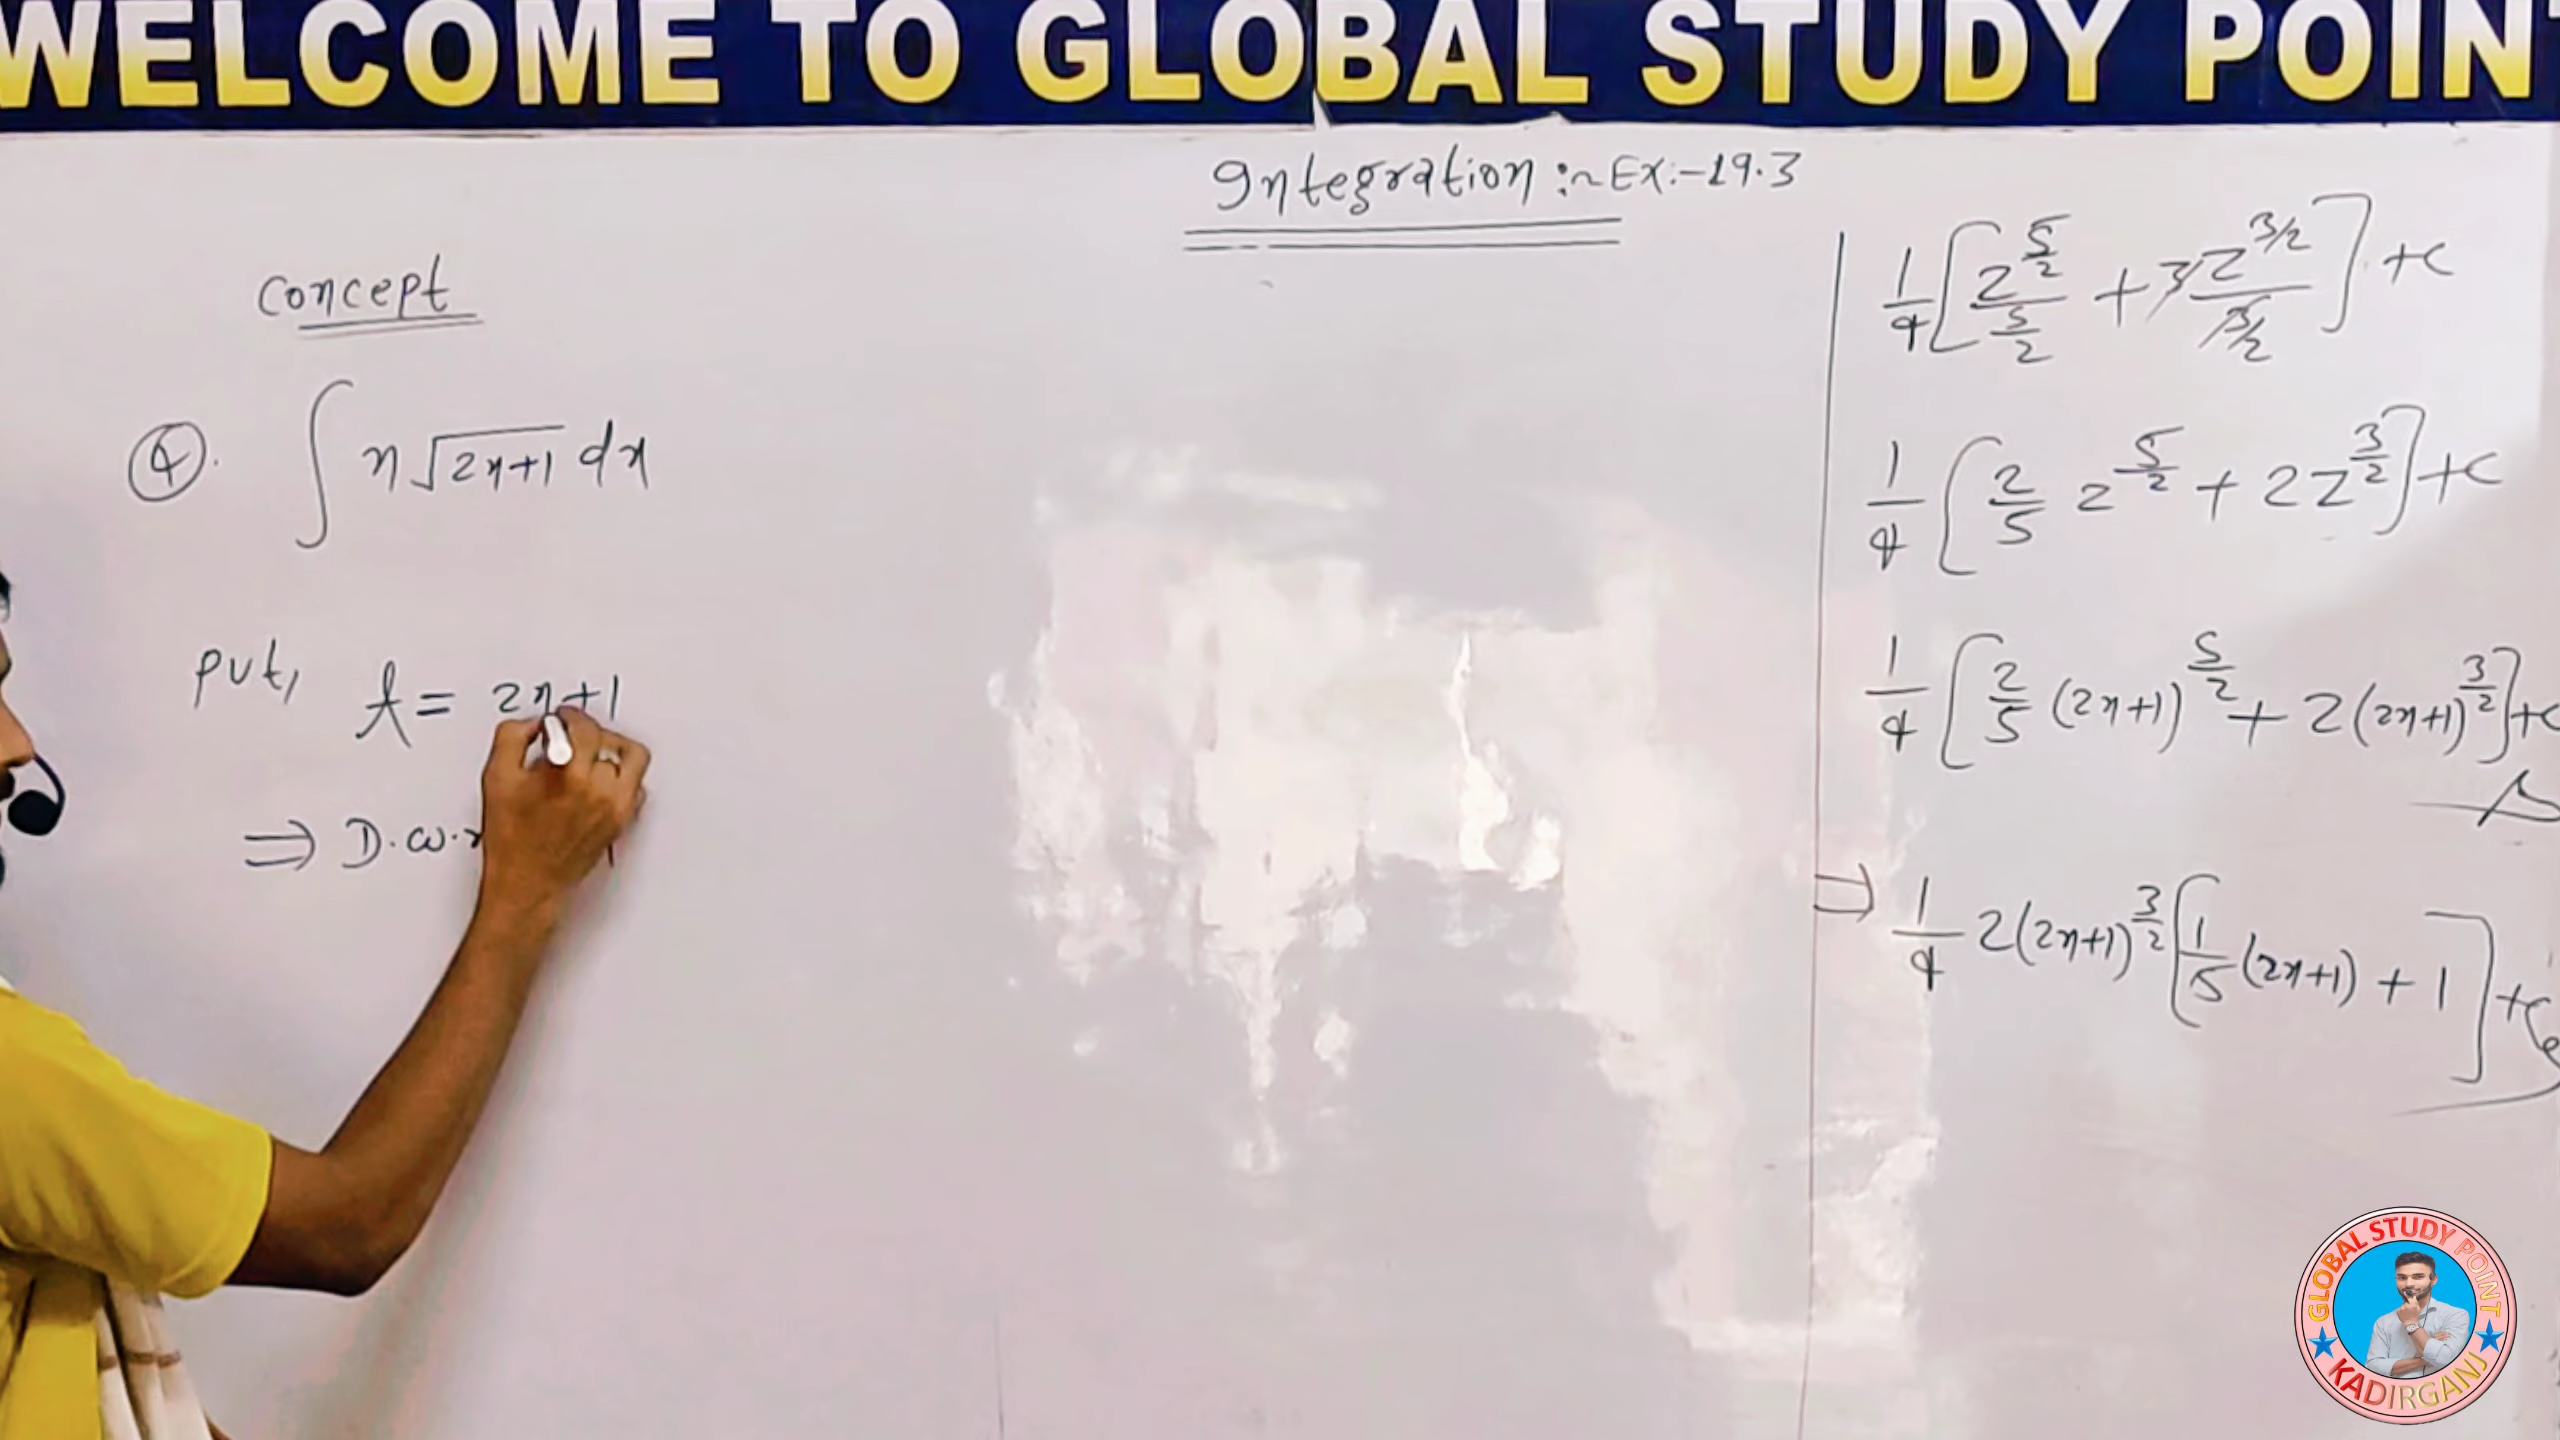 WELCOME TO GLOBAL STUDY POIN
Integration :~ Ex:-19.3
Concept
④. ∫ x√(2x+1) dx
put, t = 2x+1
⇒ D.w.r
1/4 [z^(5/2)/(5/2) + 3 z^(3/2)/(3/2)] + c
1/4 [2/5 z^(5/2) + 2z^(3/2)] + c
1/4 [2/5 (2x+1)^(5/2) + 2(2x+1)^(3/2)] + c
⇒ 1/4 2(2x+1)^(3/2) [1/5 (2x+1) + 1] + c
GLOBAL STUDY POINT
KADIRGANJ